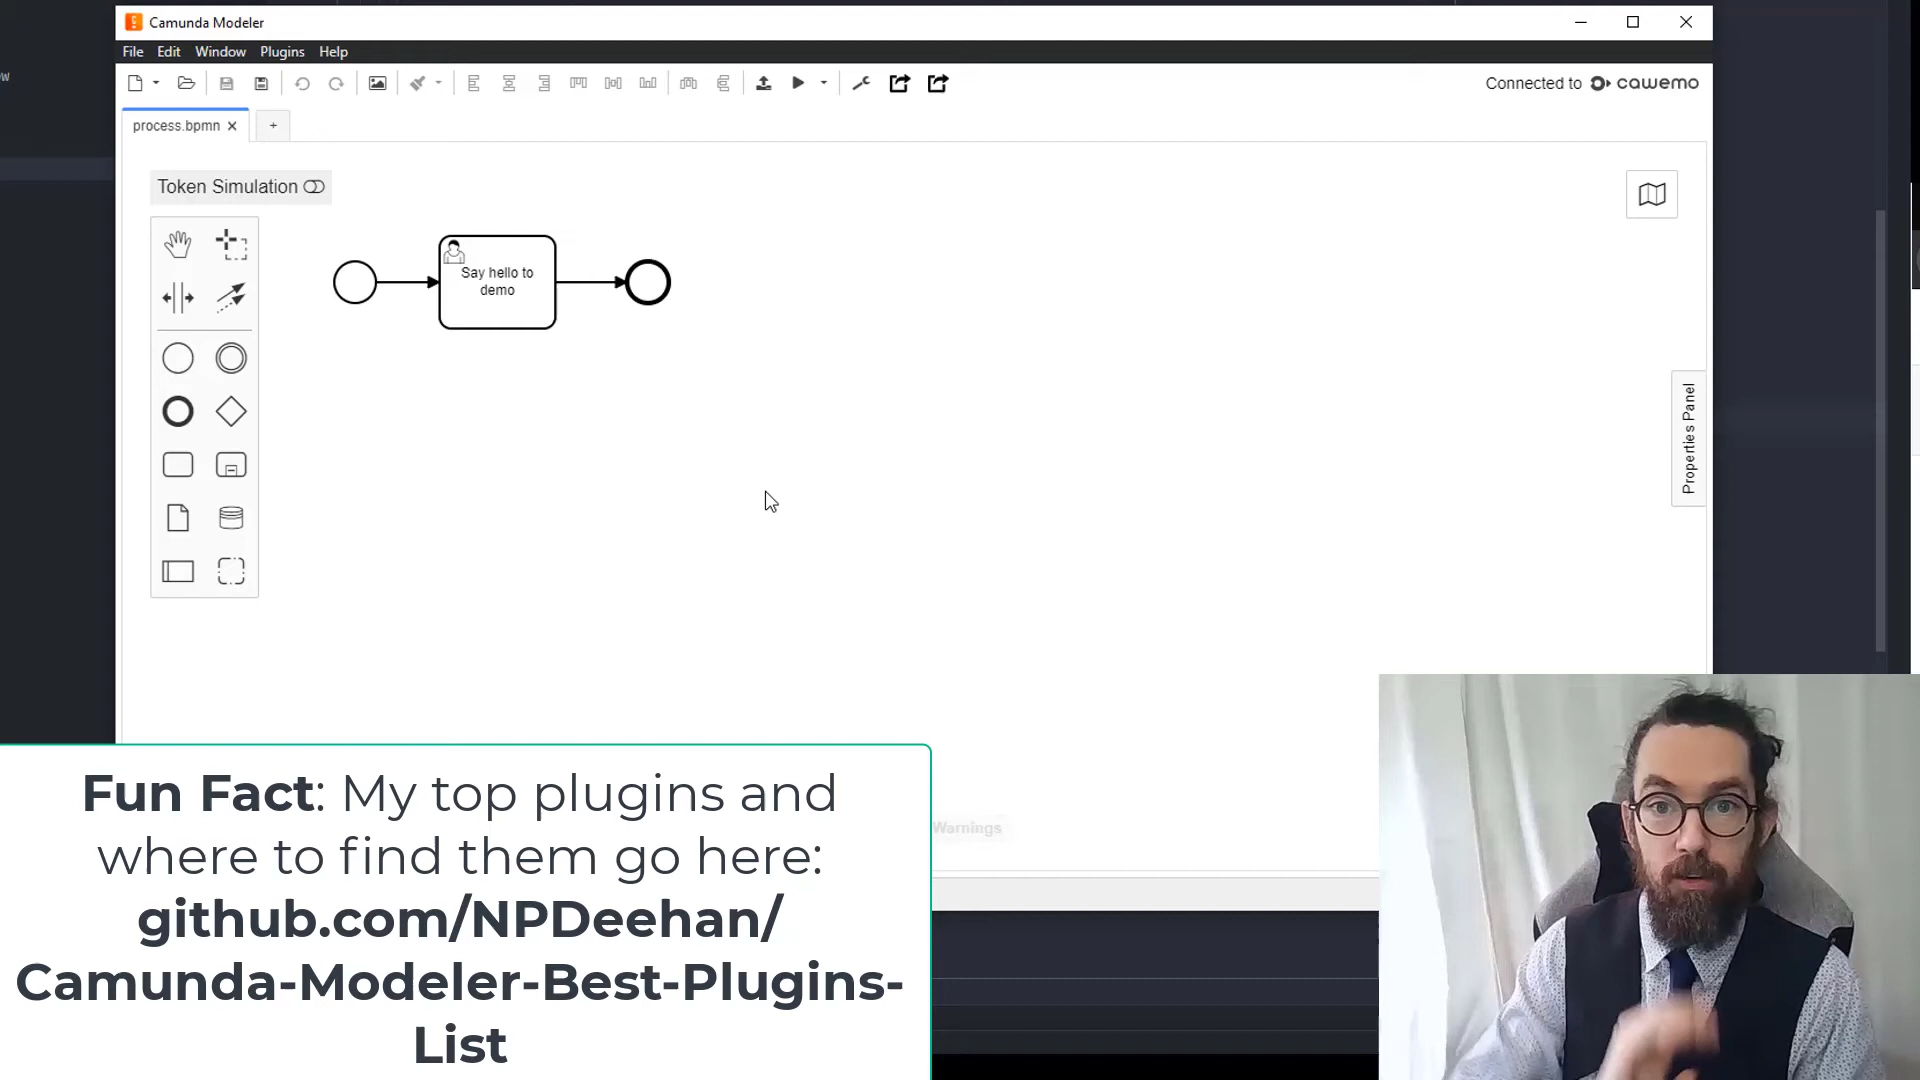 Camunda Modeler
File Edit Window Plugins Help
w
Connected to cawemo
process.bpmn
+
Token Simulation
Say hello to
demo
Properties Panel
Warnings
Fun Fact: My top plugins and
where to find them go here:
github.com/NPDeehan/
Camunda-Modeler-Best-Plugins-
List